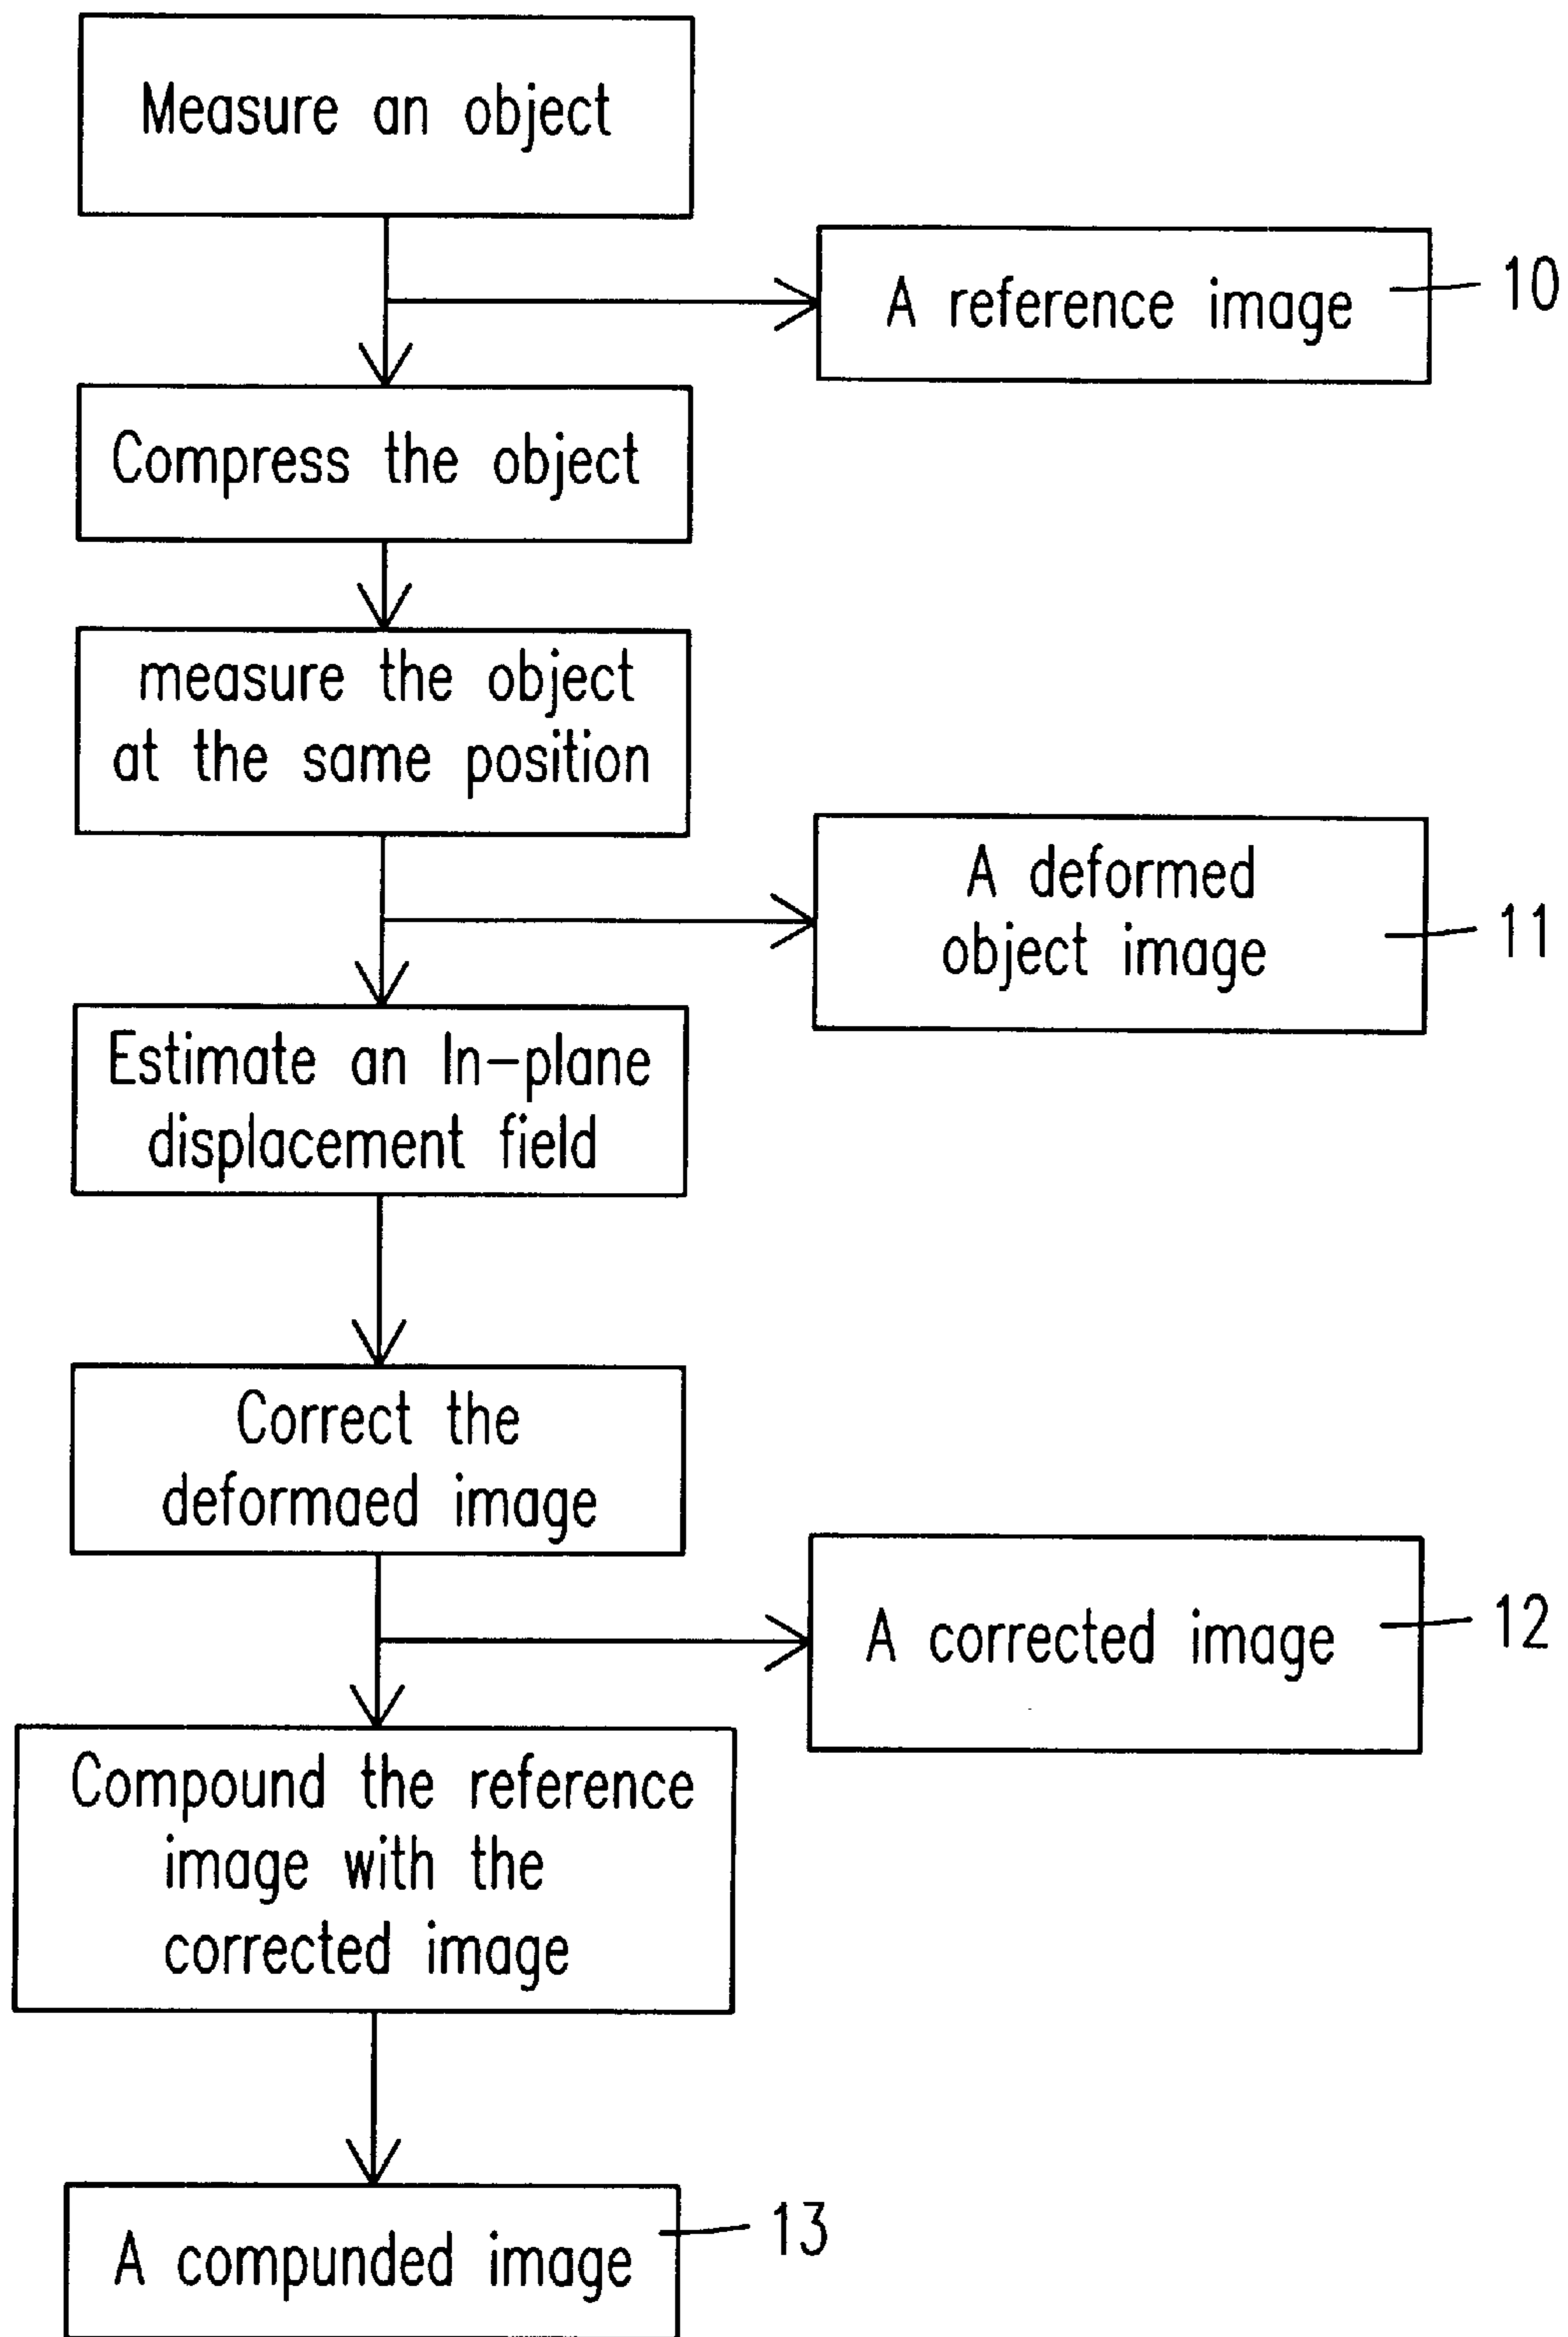 Measure an object
A reference image
10
Compress the object
measure the object
at the same position
A deformed
object image
11
Estimate an In-plane
displacement field
Correct the
deformaed image
A corrected image
12
Compound the reference
image with the
corrected image
A compunded image
13